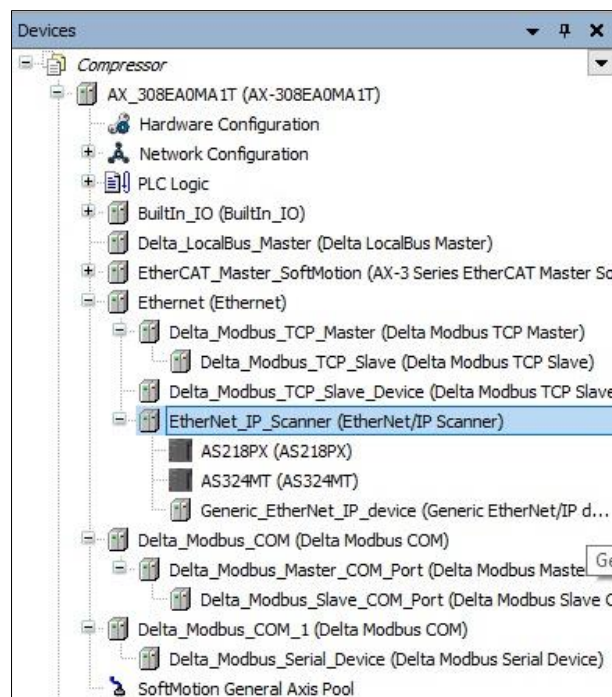 Devices
Compressor
AX_308EA0MA1T (AX-308EA0MA1T)
Hardware Configuration
Network Configuration
PLC Logic
BuiltIn_IO (BuiltIn_IO)
Delta_LocalBus_Master (Delta LocalBus Master)
EtherCAT_Master_SoftMotion (AX-3 Series EtherCAT Master So
Ethernet (Ethernet)
Delta_Modbus_TCP_Master (Delta Modbus TCP Master)
Delta_Modbus_TCP_Slave (Delta Modbus TCP Slave)
Delta_Modbus_TCP_Slave_Device (Delta Modbus TCP Slave
EtherNet_IP_Scanner (EtherNet/IP Scanner)
AS218PX (AS218PX)
AS324MT (AS324MT)
Generic_EtherNet_IP_device (Generic EtherNet/IP d...
Delta_Modbus_COM (Delta Modbus COM)
Ge
Delta_Modbus_Master_COM_Port (Delta Modbus Master
Delta_Modbus_Slave_COM_Port (Delta Modbus Slave C
Delta_Modbus_COM_1 (Delta Modbus COM)
Delta_Modbus_Serial_Device (Delta Modbus Serial Device)
SoftMotion General Axis Pool